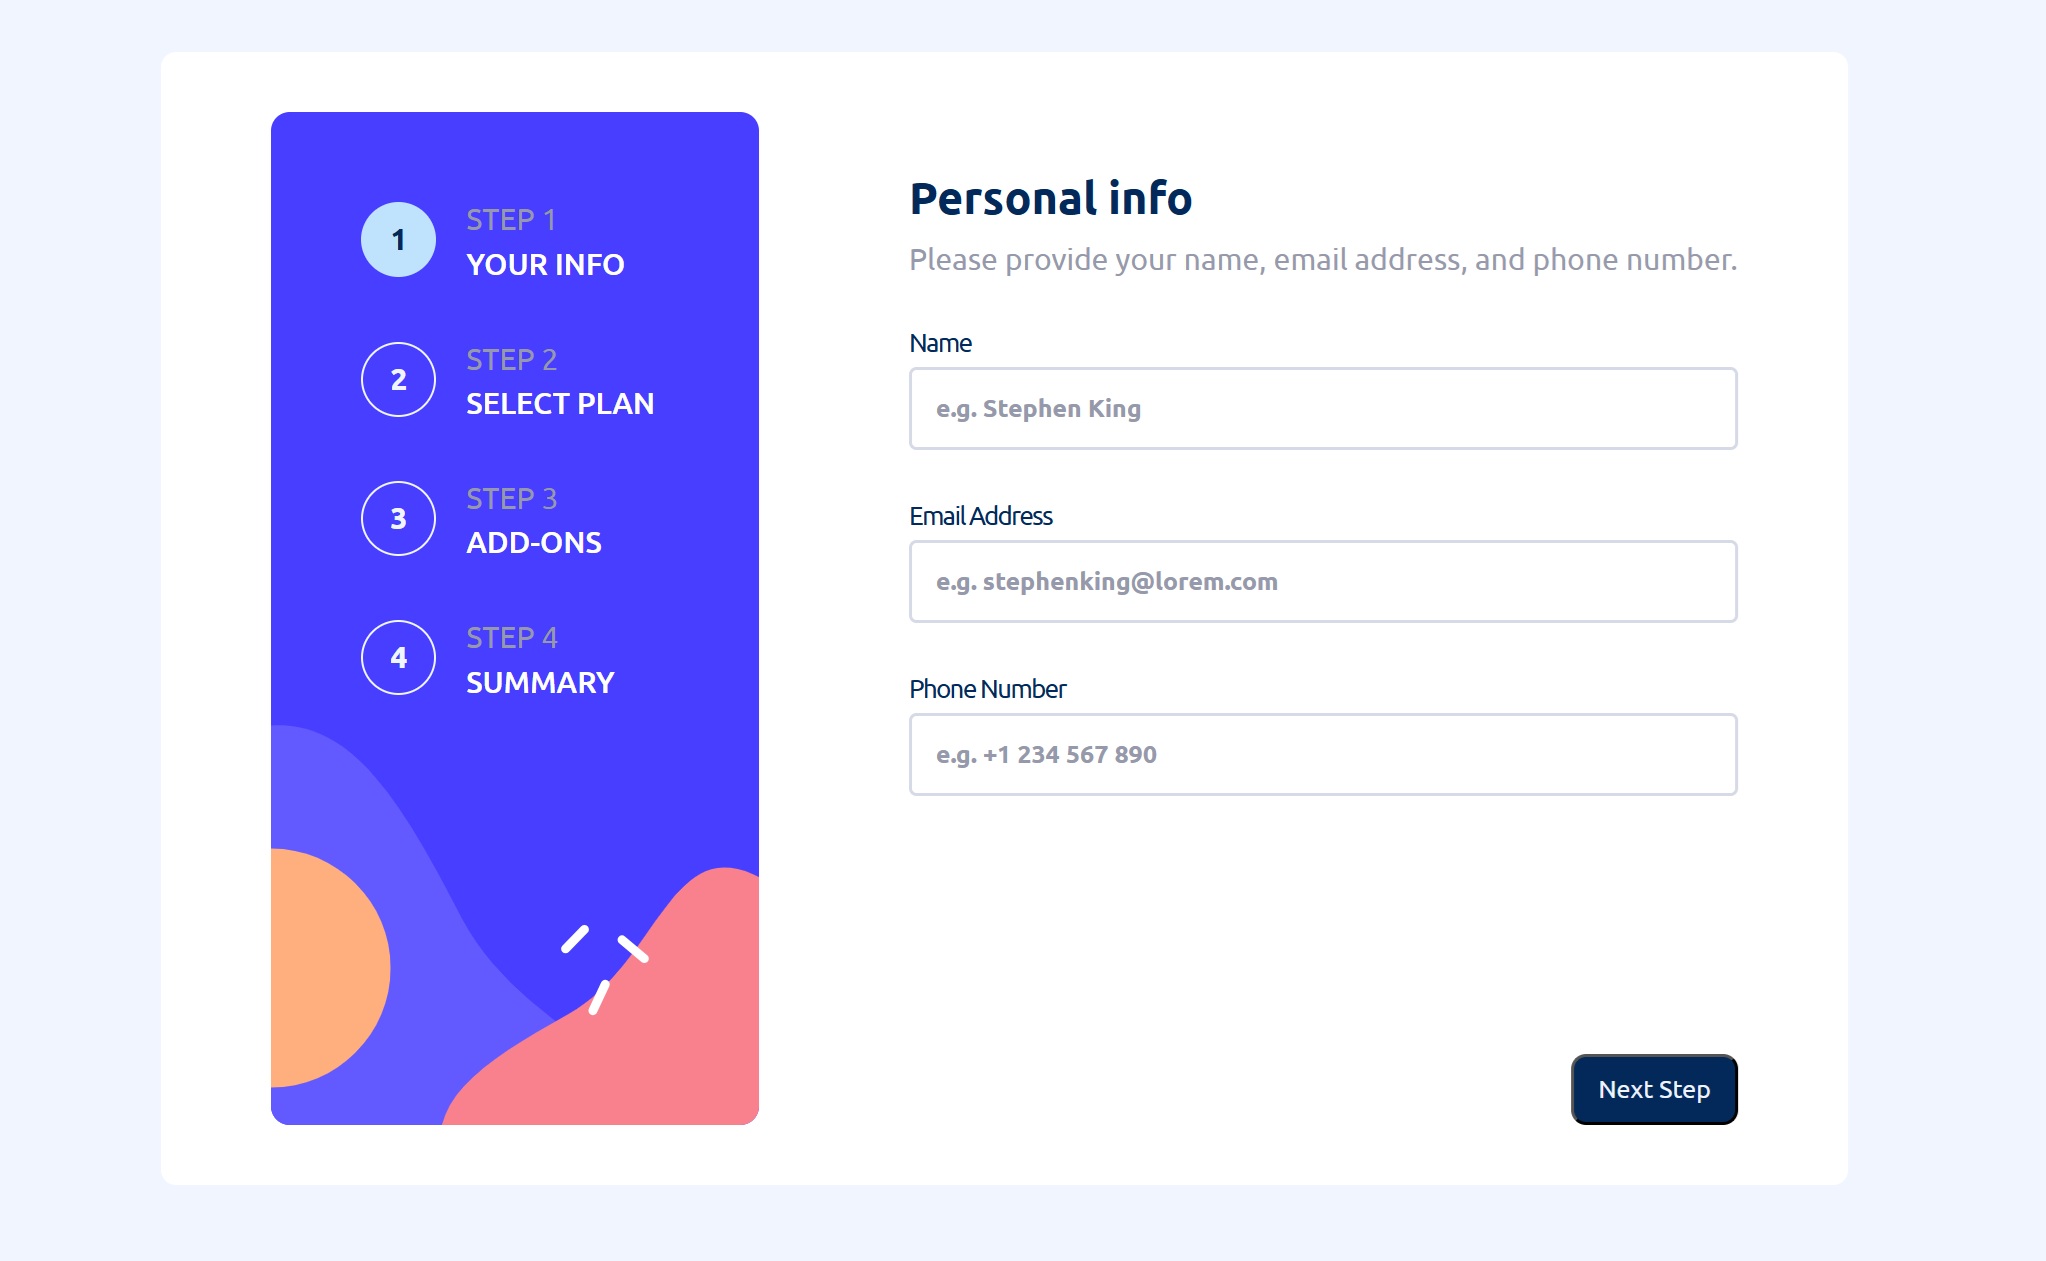 1
STEP 1
YOUR INFO
2
STEP 2
SELECT PLAN
3
STEP 3
ADD-ONS
4
STEP 4
SUMMARY
Personal info
Please provide your name, email address, and phone number.
Name
e.g. Stephen King
Email Address
e.g. stephenking@lorem.com
Phone Number
e.g. +1 234 567 890
Next Step